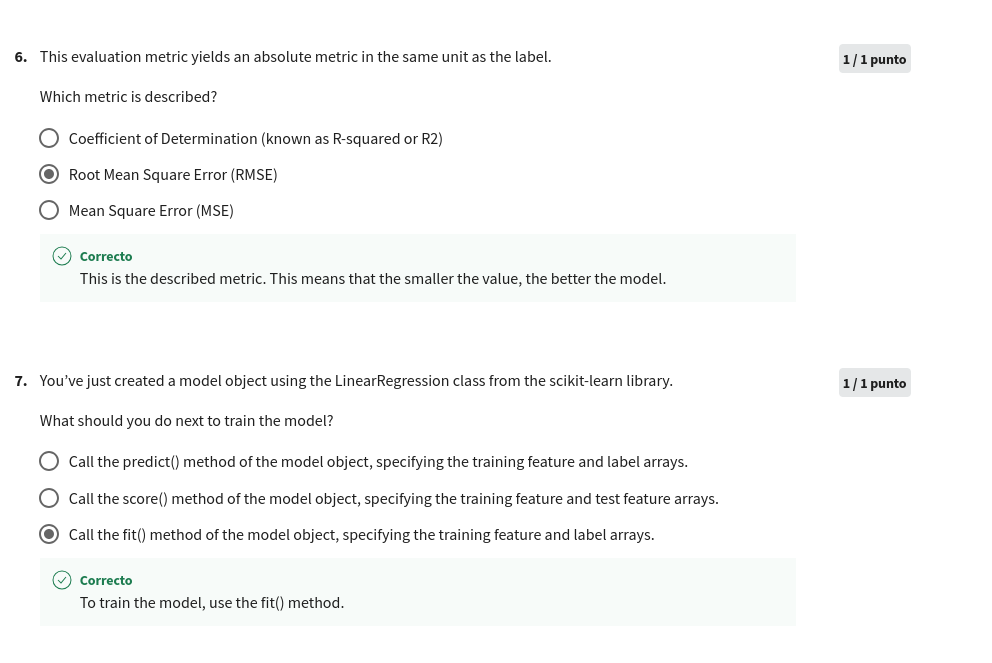 6. This evaluation metric yields an absolute metric in the same unit as the label.
1 / 1 punto
Which metric is described?
Coefficient of Determination (known as R-squared or R2)
Root Mean Square Error (RMSE)
Mean Square Error (MSE)
Correcto
This is the described metric. This means that the smaller the value, the better the model.
7. You’ve just created a model object using the LinearRegression class from the scikit-learn library.
1 / 1 punto
What should you do next to train the model?
Call the predict() method of the model object, specifying the training feature and label arrays.
Call the score() method of the model object, specifying the training feature and test feature arrays.
Call the fit() method of the model object, specifying the training feature and label arrays.
Correcto
To train the model, use the fit() method.